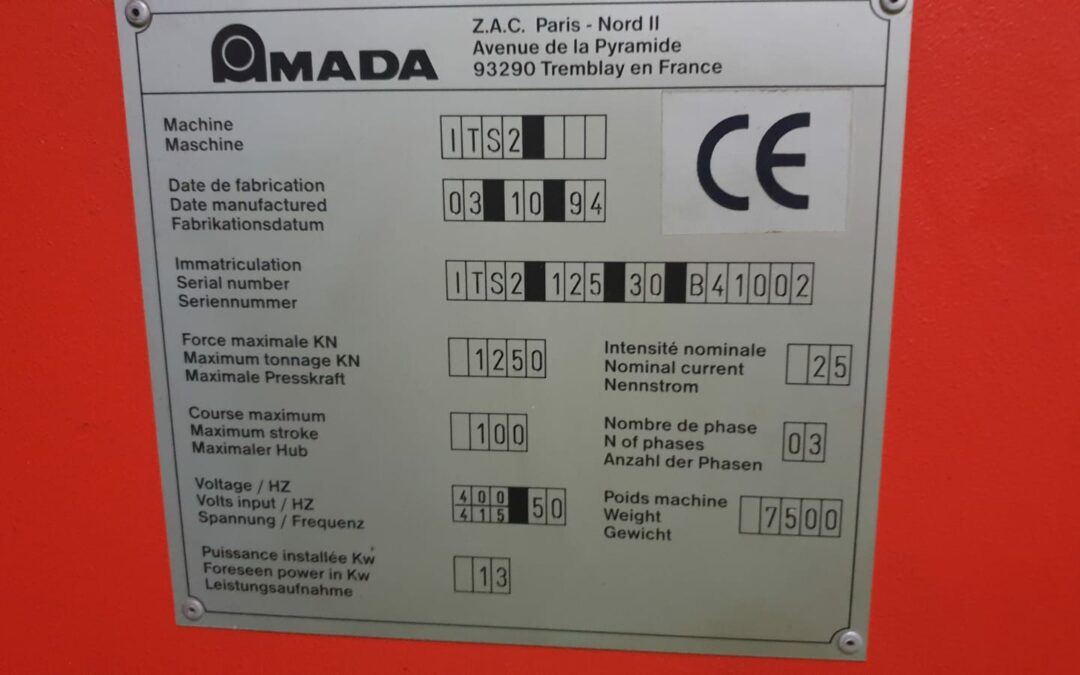 AMADA
Z.A.C. Paris - Nord II
Avenue de la Pyramide
93290 Tremblay en France
Machine
Maschine
ITS2
CE
Date de fabrication
Date manufactured
Fabrikationsdatum
03 10 94
Immatriculation
Serial number
Seriennummer
ITS2 125 30 B41002
Force maximale KN
Maximum tonnage KN
Maximale Presskraft
1250
Intensité nominale
Nominal current
Nennstrom
25
Course maximum
Maximum stroke
Maximaler Hub
100
Nombre de phase
N of phases
Anzahl der Phasen
03
Voltage / HZ
Volts input / HZ
Spannung / Frequenz
400
415
50
Poids machine
Weight
Gewicht
7500
Puissance installée Kw
Foreseen power in Kw
Leistungsaufnahme
13